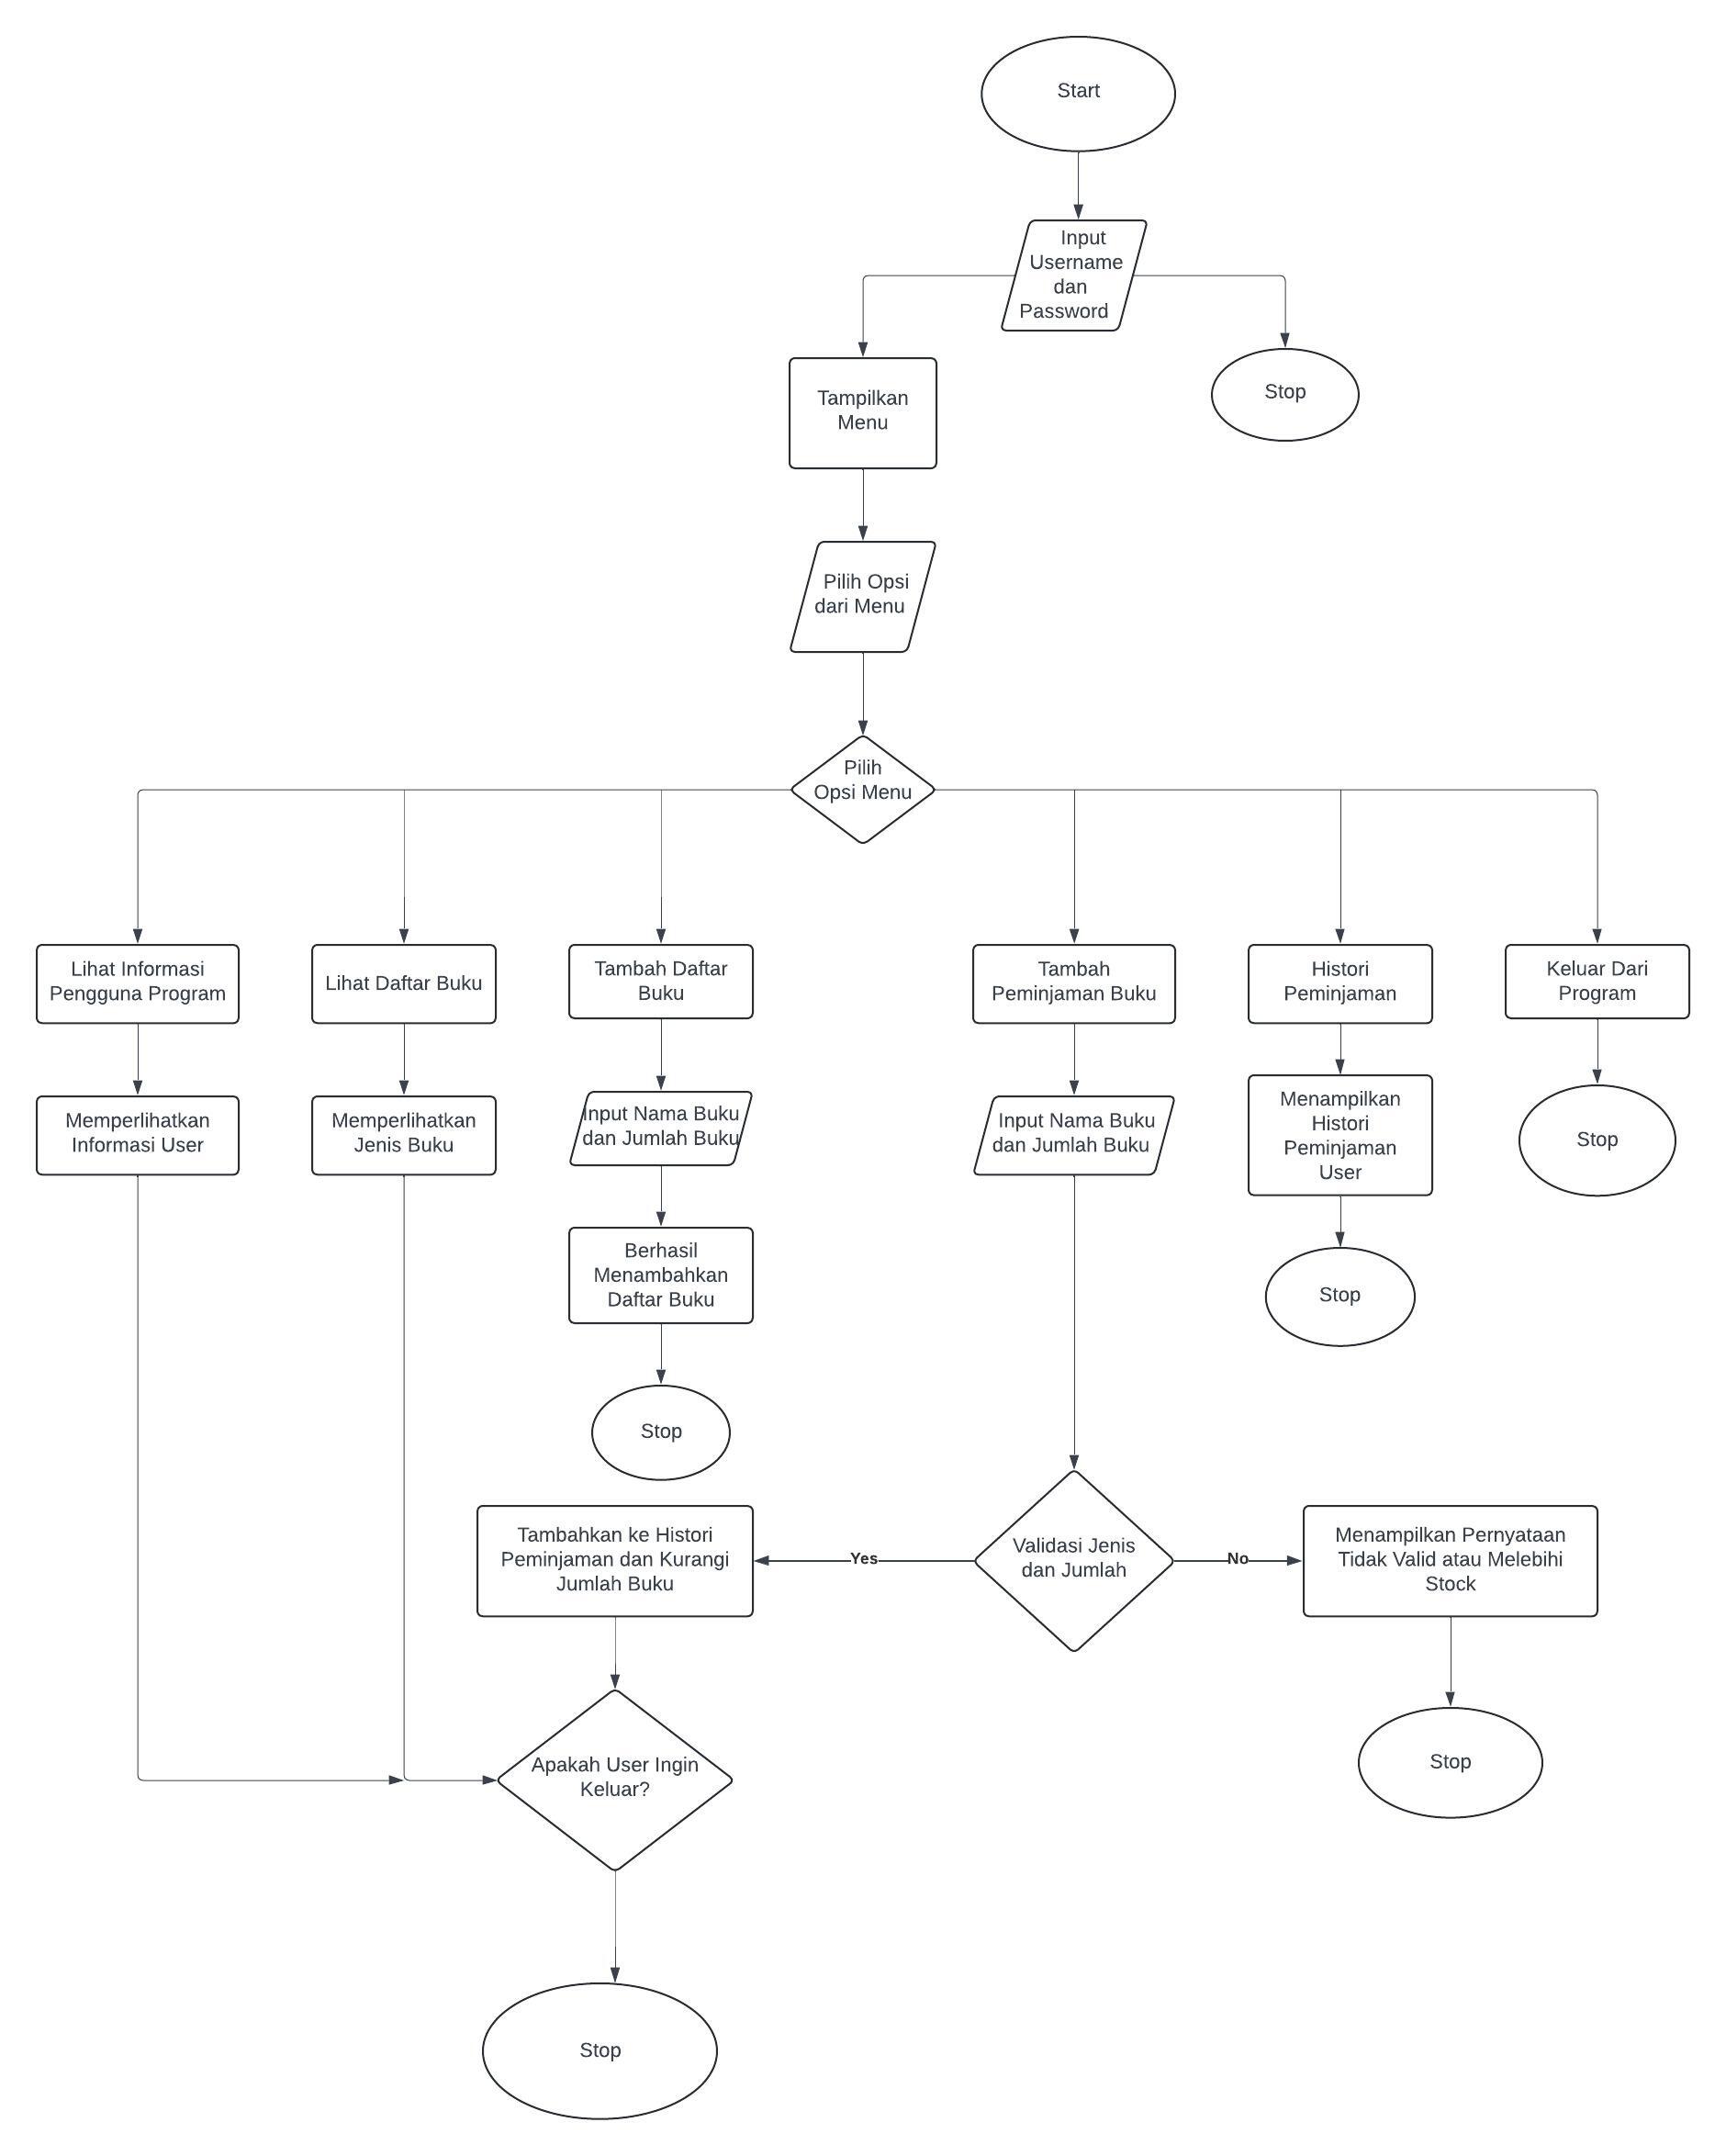 Start
Input
Username
dan
Password
Tampilkan
Menu
Stop
Pilih Opsi
dari Menu
Pilih
Opsi Menu
Lihat Informasi
Pengguna Program
Lihat Daftar Buku
Tambah Daftar
Buku
Tambah
Peminjaman Buku
Histori
Peminjaman
Keluar Dari
Program
Memperlihatkan
Informasi User
Memperlihatkan
Jenis Buku
Input Nama Buku
dan Jumlah Buku
Input Nama Buku
dan Jumlah Buku
Menampilkan
Histori
Peminjaman
User
Stop
Berhasil
Menambahkan
Daftar Buku
Stop
Stop
Tambahkan ke Histori
Peminjaman dan Kurangi
Jumlah Buku
Yes
Validasi Jenis
dan Jumlah
No
Menampilkan Pernyataan
Tidak Valid atau Melebihi
Stock
Apakah User Ingin
Keluar?
Stop
Stop